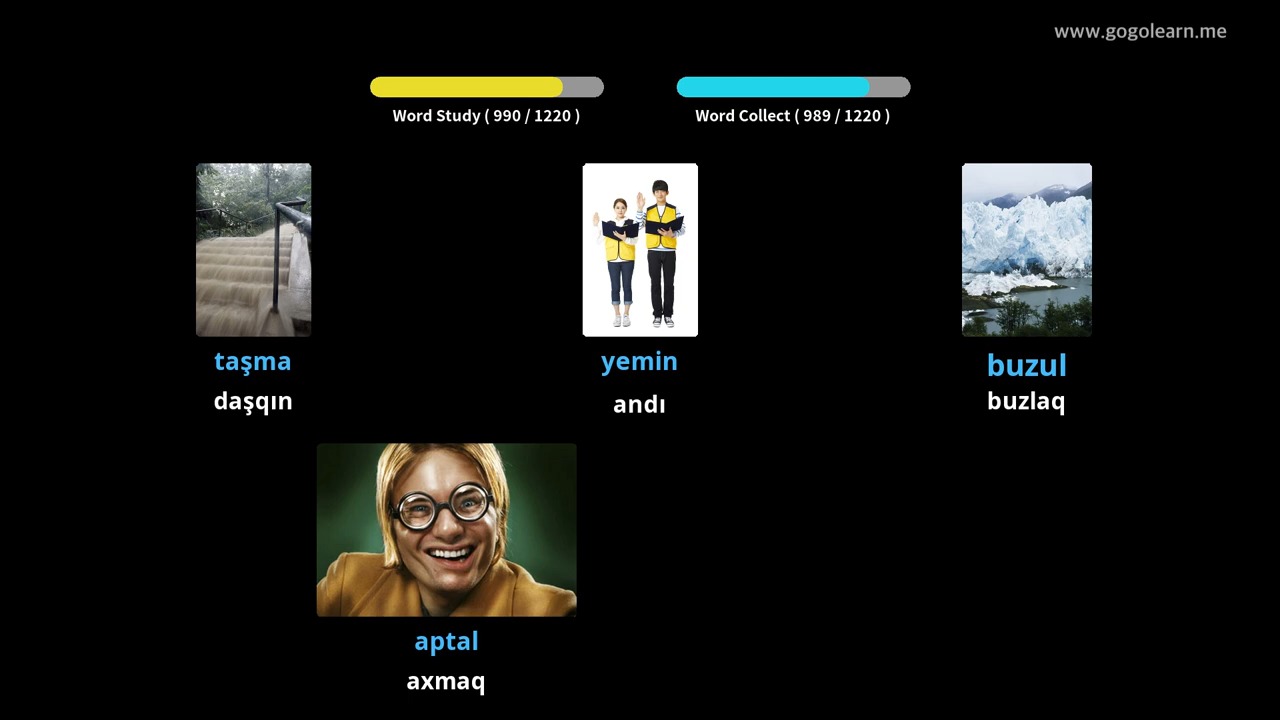 www.gogolearn.me
Word Study ( 990 / 1220 )
Word Collect ( 989 / 1220 )
taşma
daşqın
yemin
andı
buzul
buzlaq
aptal
axmaq